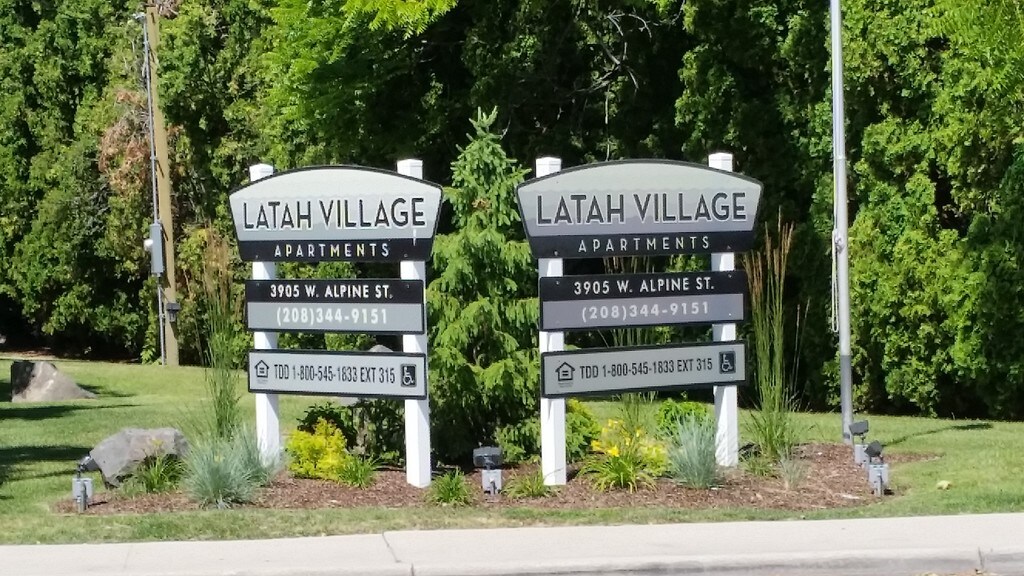 LATAH VILLAGE
APARTMENTS
3905 W. ALPINE ST.
(208)344-9151
TDD 1-800-545-1833 EXT 315
LATAH VILLAGE
APARTMENTS
3905 W. ALPINE ST.
(208)344-9151
TDD 1-800-545-1833 EXT 315